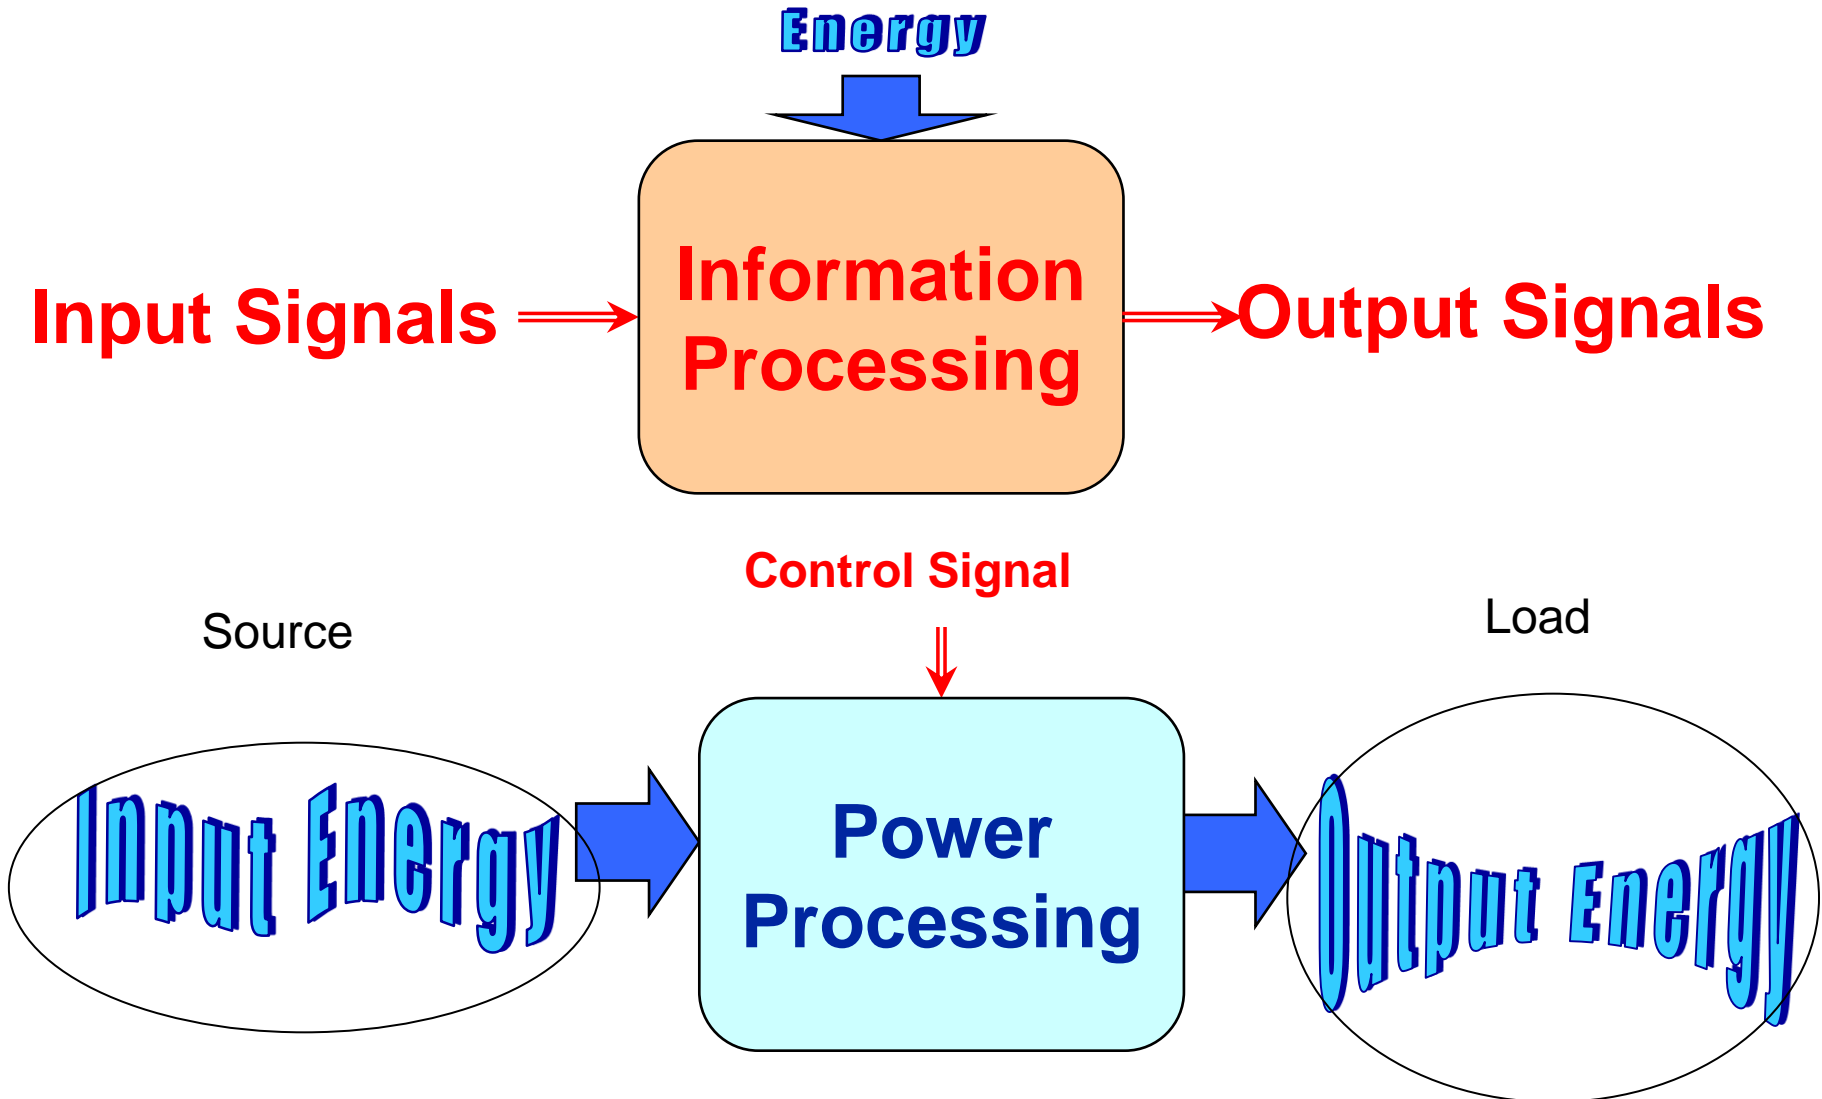 Energy
Information
Processing
Input Signals
Output Signals
Control Signal
Source
Load
Input Energy
Power
Processing
Output Energy